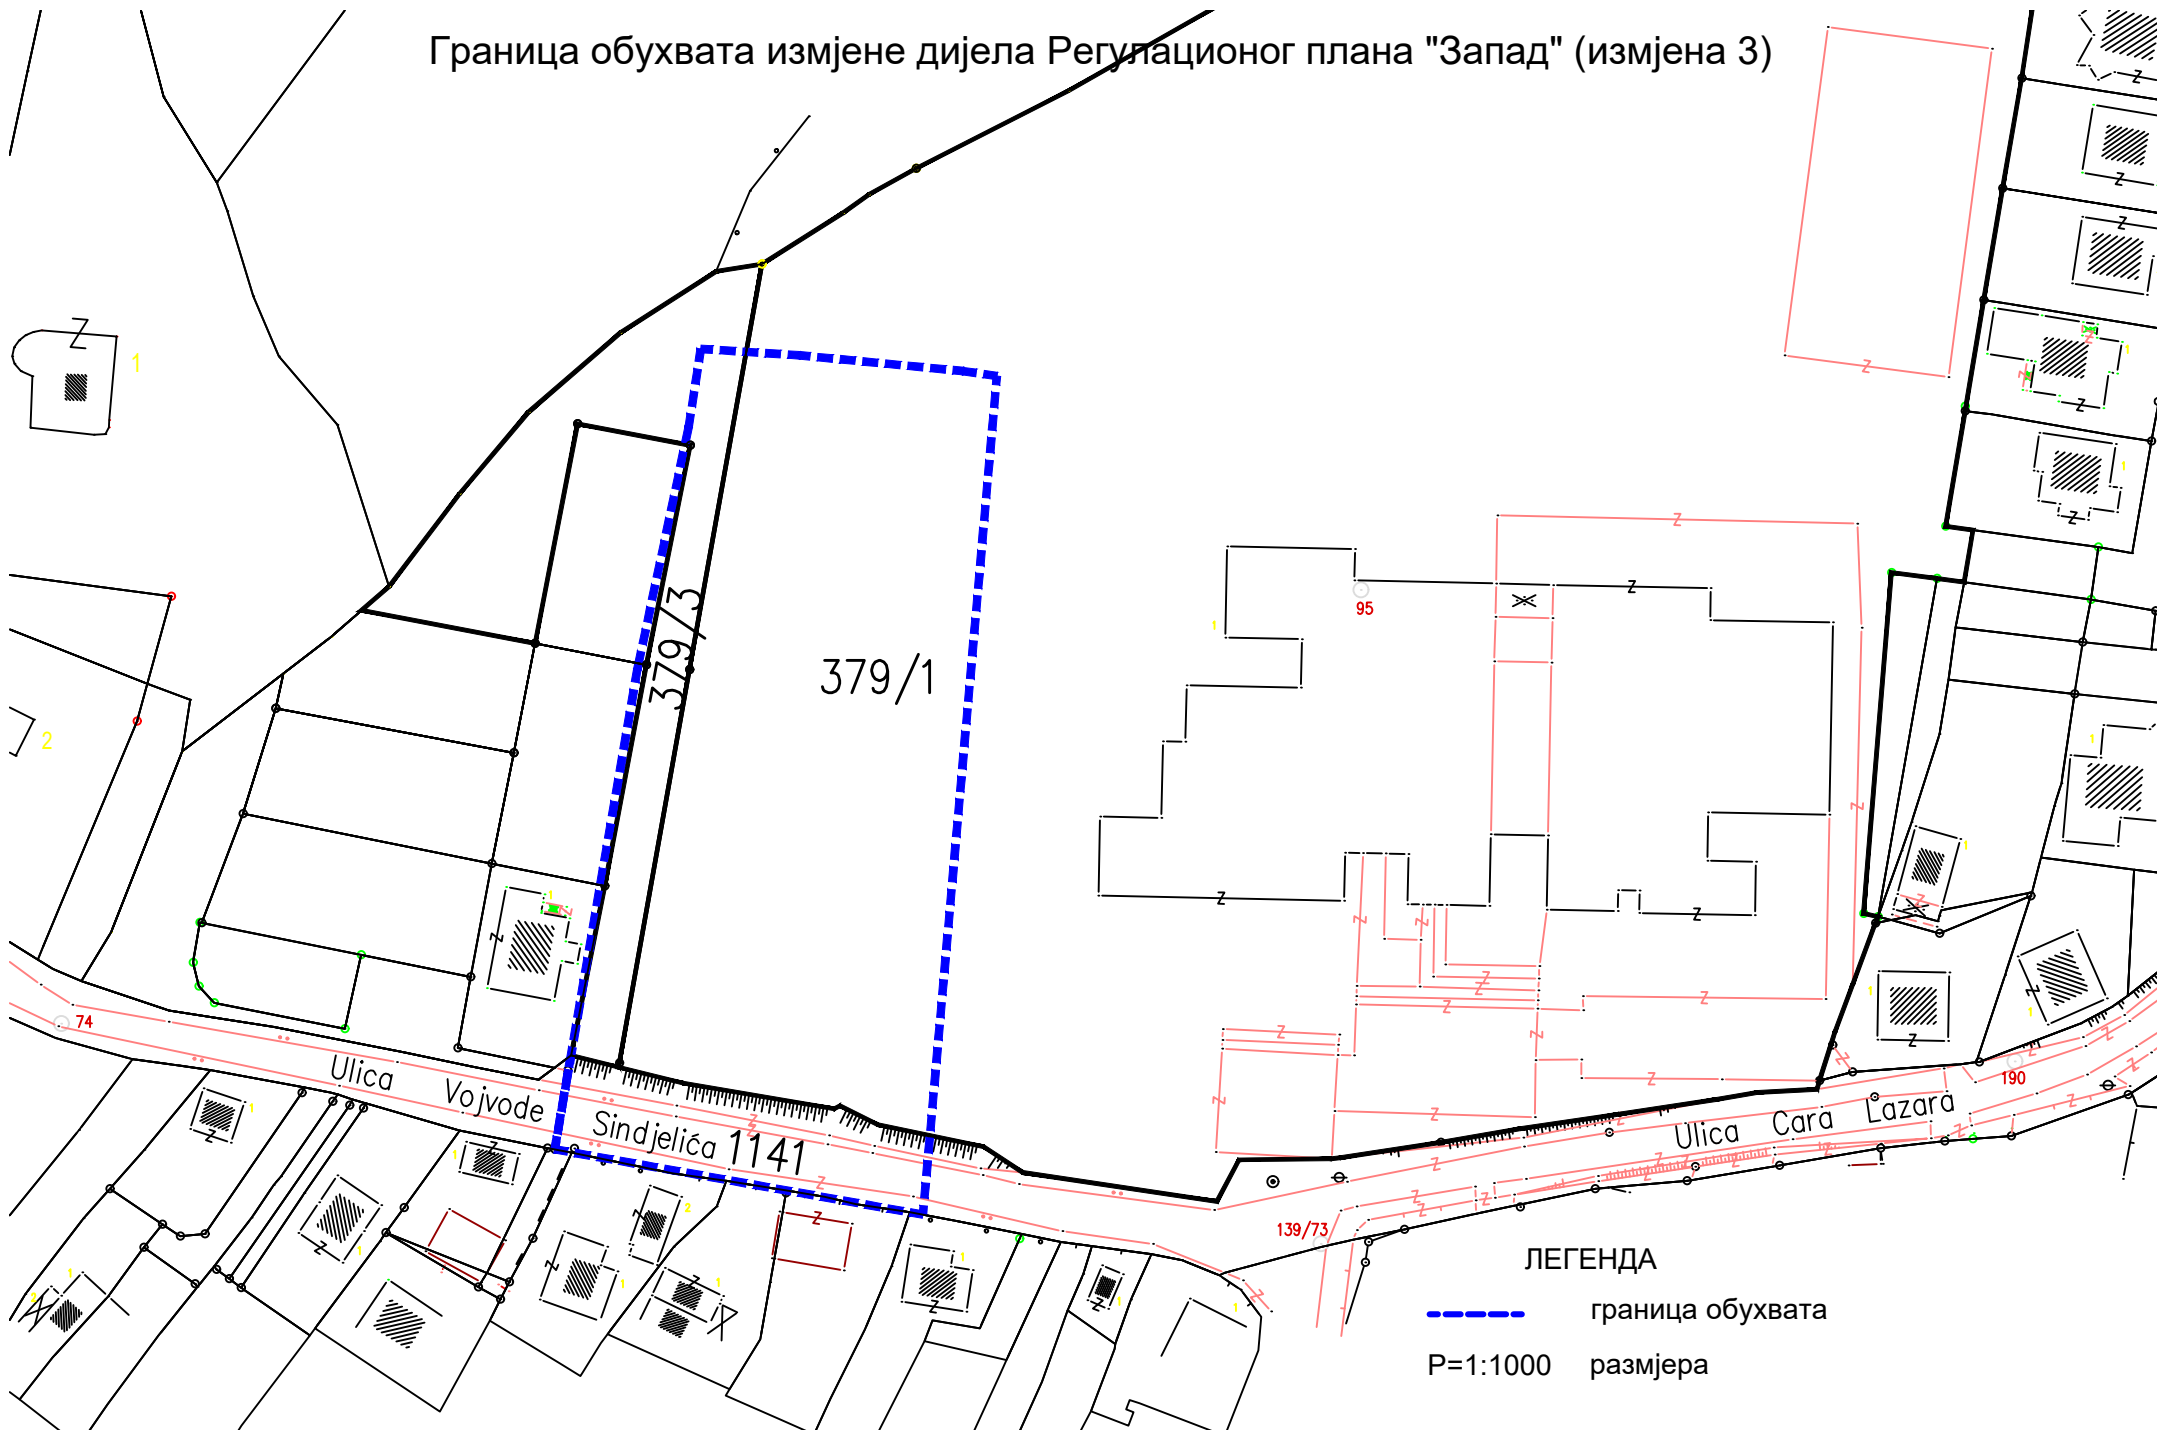 Граница обухвата измјене дијела Регулационог плана "Запад" (измјена 3)
379/3
379/1
95
1
2
74
190
139/73
Ulica Vojvode Sindjelića 1141
Ulica Cara Lazara
ЛЕГЕНДА
граница обухвата
Р=1:1000 размјера